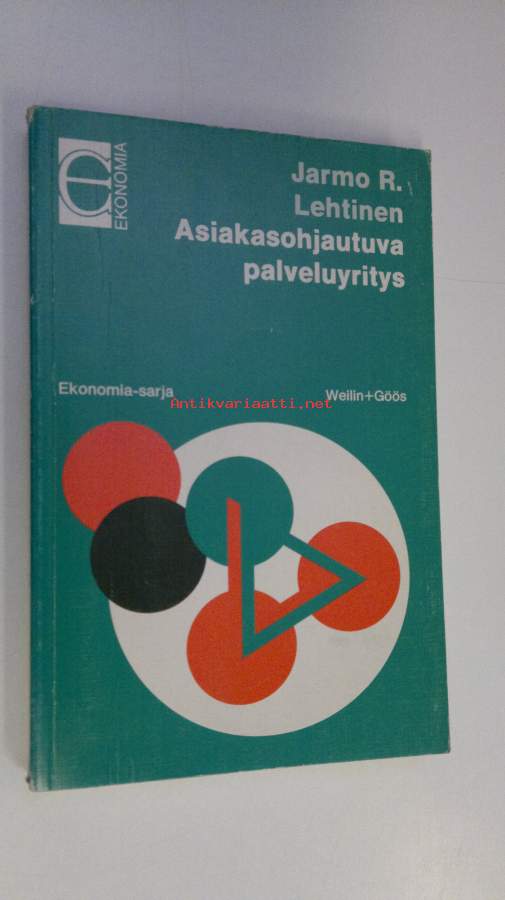 EKONOMIA
Jarmo R.
Lehtinen
Asiakasohjautuva
palveluyritys
Ekonomia-sarja
Weilin+Göös
Antikvariaatti.net